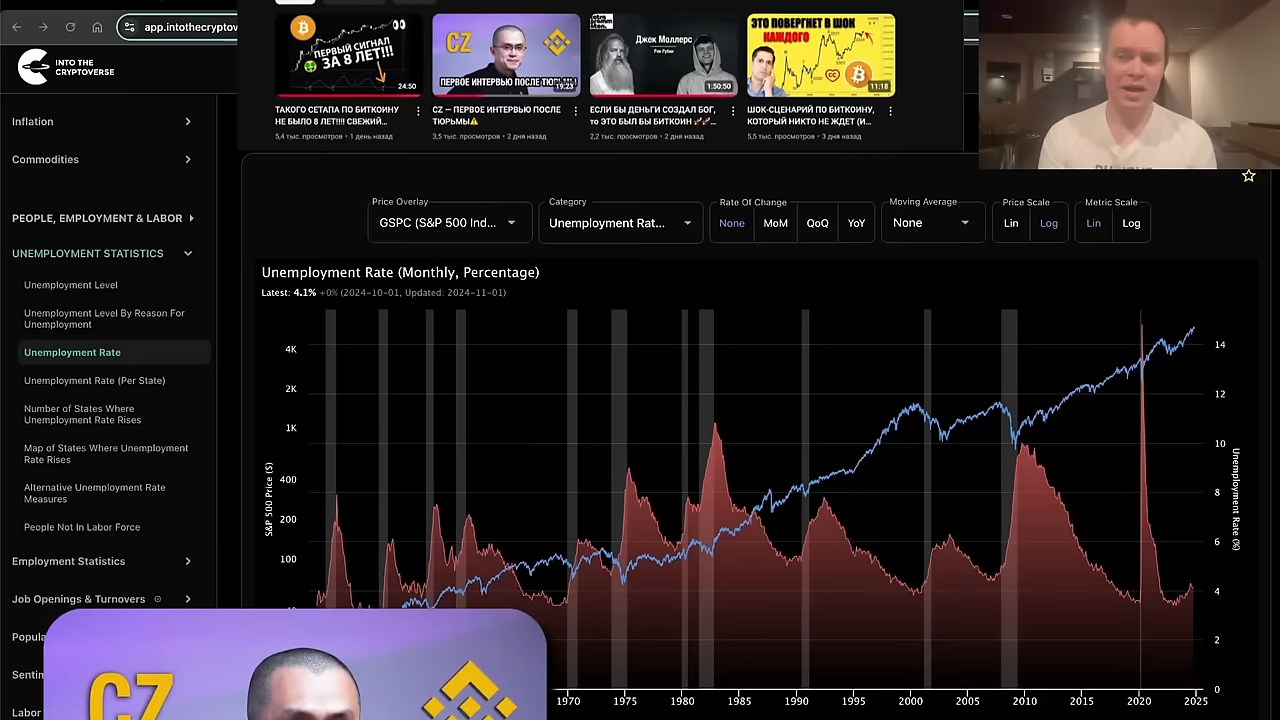 app.intothecryptov
INTO THE
CRYPTOVERSE
ПЕРВЫЙ СИГНАЛ
ЗА 8 ЛЕТ!!!
24:50
CZ
ПЕРВОЕ ИНТЕРВЬЮ ПОСЛЕ ТЮРЬМЫ
19:23
Джек Моллерс
Рик Рубин
1:50:50
ЭТО ПОВЕРГНЕТ В ШОК
КАЖДОГО
11:18
ТАКОГО СЕТАПА ПО БИТКОИНУ
НЕ БЫЛО 8 ЛЕТ!!! СВЕЖИЙ...
5,4 тыс. просмотров • 1 день назад
CZ — ПЕРВОЕ ИНТЕРВЬЮ ПОСЛЕ
ТЮРЬМЫ⚠️
3,5 тыс. просмотров • 2 дня назад
ЕСЛИ БЫ ДЕНЬГИ СОЗДАЛ БОГ,
то ЭТО БЫЛ БЫ БИТКОИН 🚀🚀...
2,2 тыс. просмотров • 2 дня назад
ШОК-СЦЕНАРИЙ ПО БИТКОИНУ,
КОТОРЫЙ НИКТО НЕ ЖДЕТ (И...
5,5 тыс. просмотров • 3 дня назад
Inflation
Commodities
PEOPLE, EMPLOYMENT & LABOR
UNEMPLOYMENT STATISTICS
Unemployment Level
Unemployment Level By Reason For
Unemployment
Unemployment Rate
Unemployment Rate (Per State)
Number of States Where
Unemployment Rate Rises
Map of States Where Unemployment
Rate Rises
Alternative Unemployment Rate
Measures
People Not In Labor Force
Employment Statistics
Job Openings & Turnovers
Popula
Sentin
Labor
Price Overlay
GSPC (S&P 500 Ind...
Category
Unemployment Rat...
Rate Of Change
None MoM QoQ YoY
Moving Average
None
Price Scale
Lin Log
Metric Scale
Lin Log
Unemployment Rate (Monthly, Percentage)
Latest: 4.1% +0% (2024-10-01, Updated: 2024-11-01)
4K
2K
1K
400
200
100
S&P 500 Price ($)
14
12
10
8
6
4
2
0
Unemployment Rate (%)
1970 1975 1980 1985 1990 1995 2000 2005 2010 2015 2020 2025
CZ